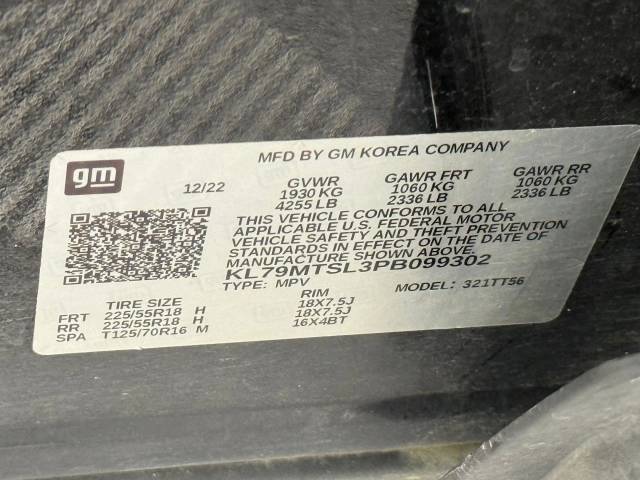 gm
MFD BY GM KOREA COMPANY
12/22 GVWR GAWR FRT GAWR RR
1930 KG 1060 KG 1060 KG
4255 LB 2336 LB 2336 LB
THIS VEHICLE CONFORMS TO ALL
APPLICABLE U.S. FEDERAL MOTOR
VEHICLE SAFETY AND THEFT PREVENTION
STANDARDS IN EFFECT ON THE DATE OF
MANUFACTURE SHOWN ABOVE.
KL79MTSL3PB099302
TYPE: MPV MODEL: 321TT56
TIRE SIZE RIM
FRT 225/55R18 H 18X7.5J
RR 225/55R18 H 18X7.5J
SPA T125/70R16 M 16X4BT